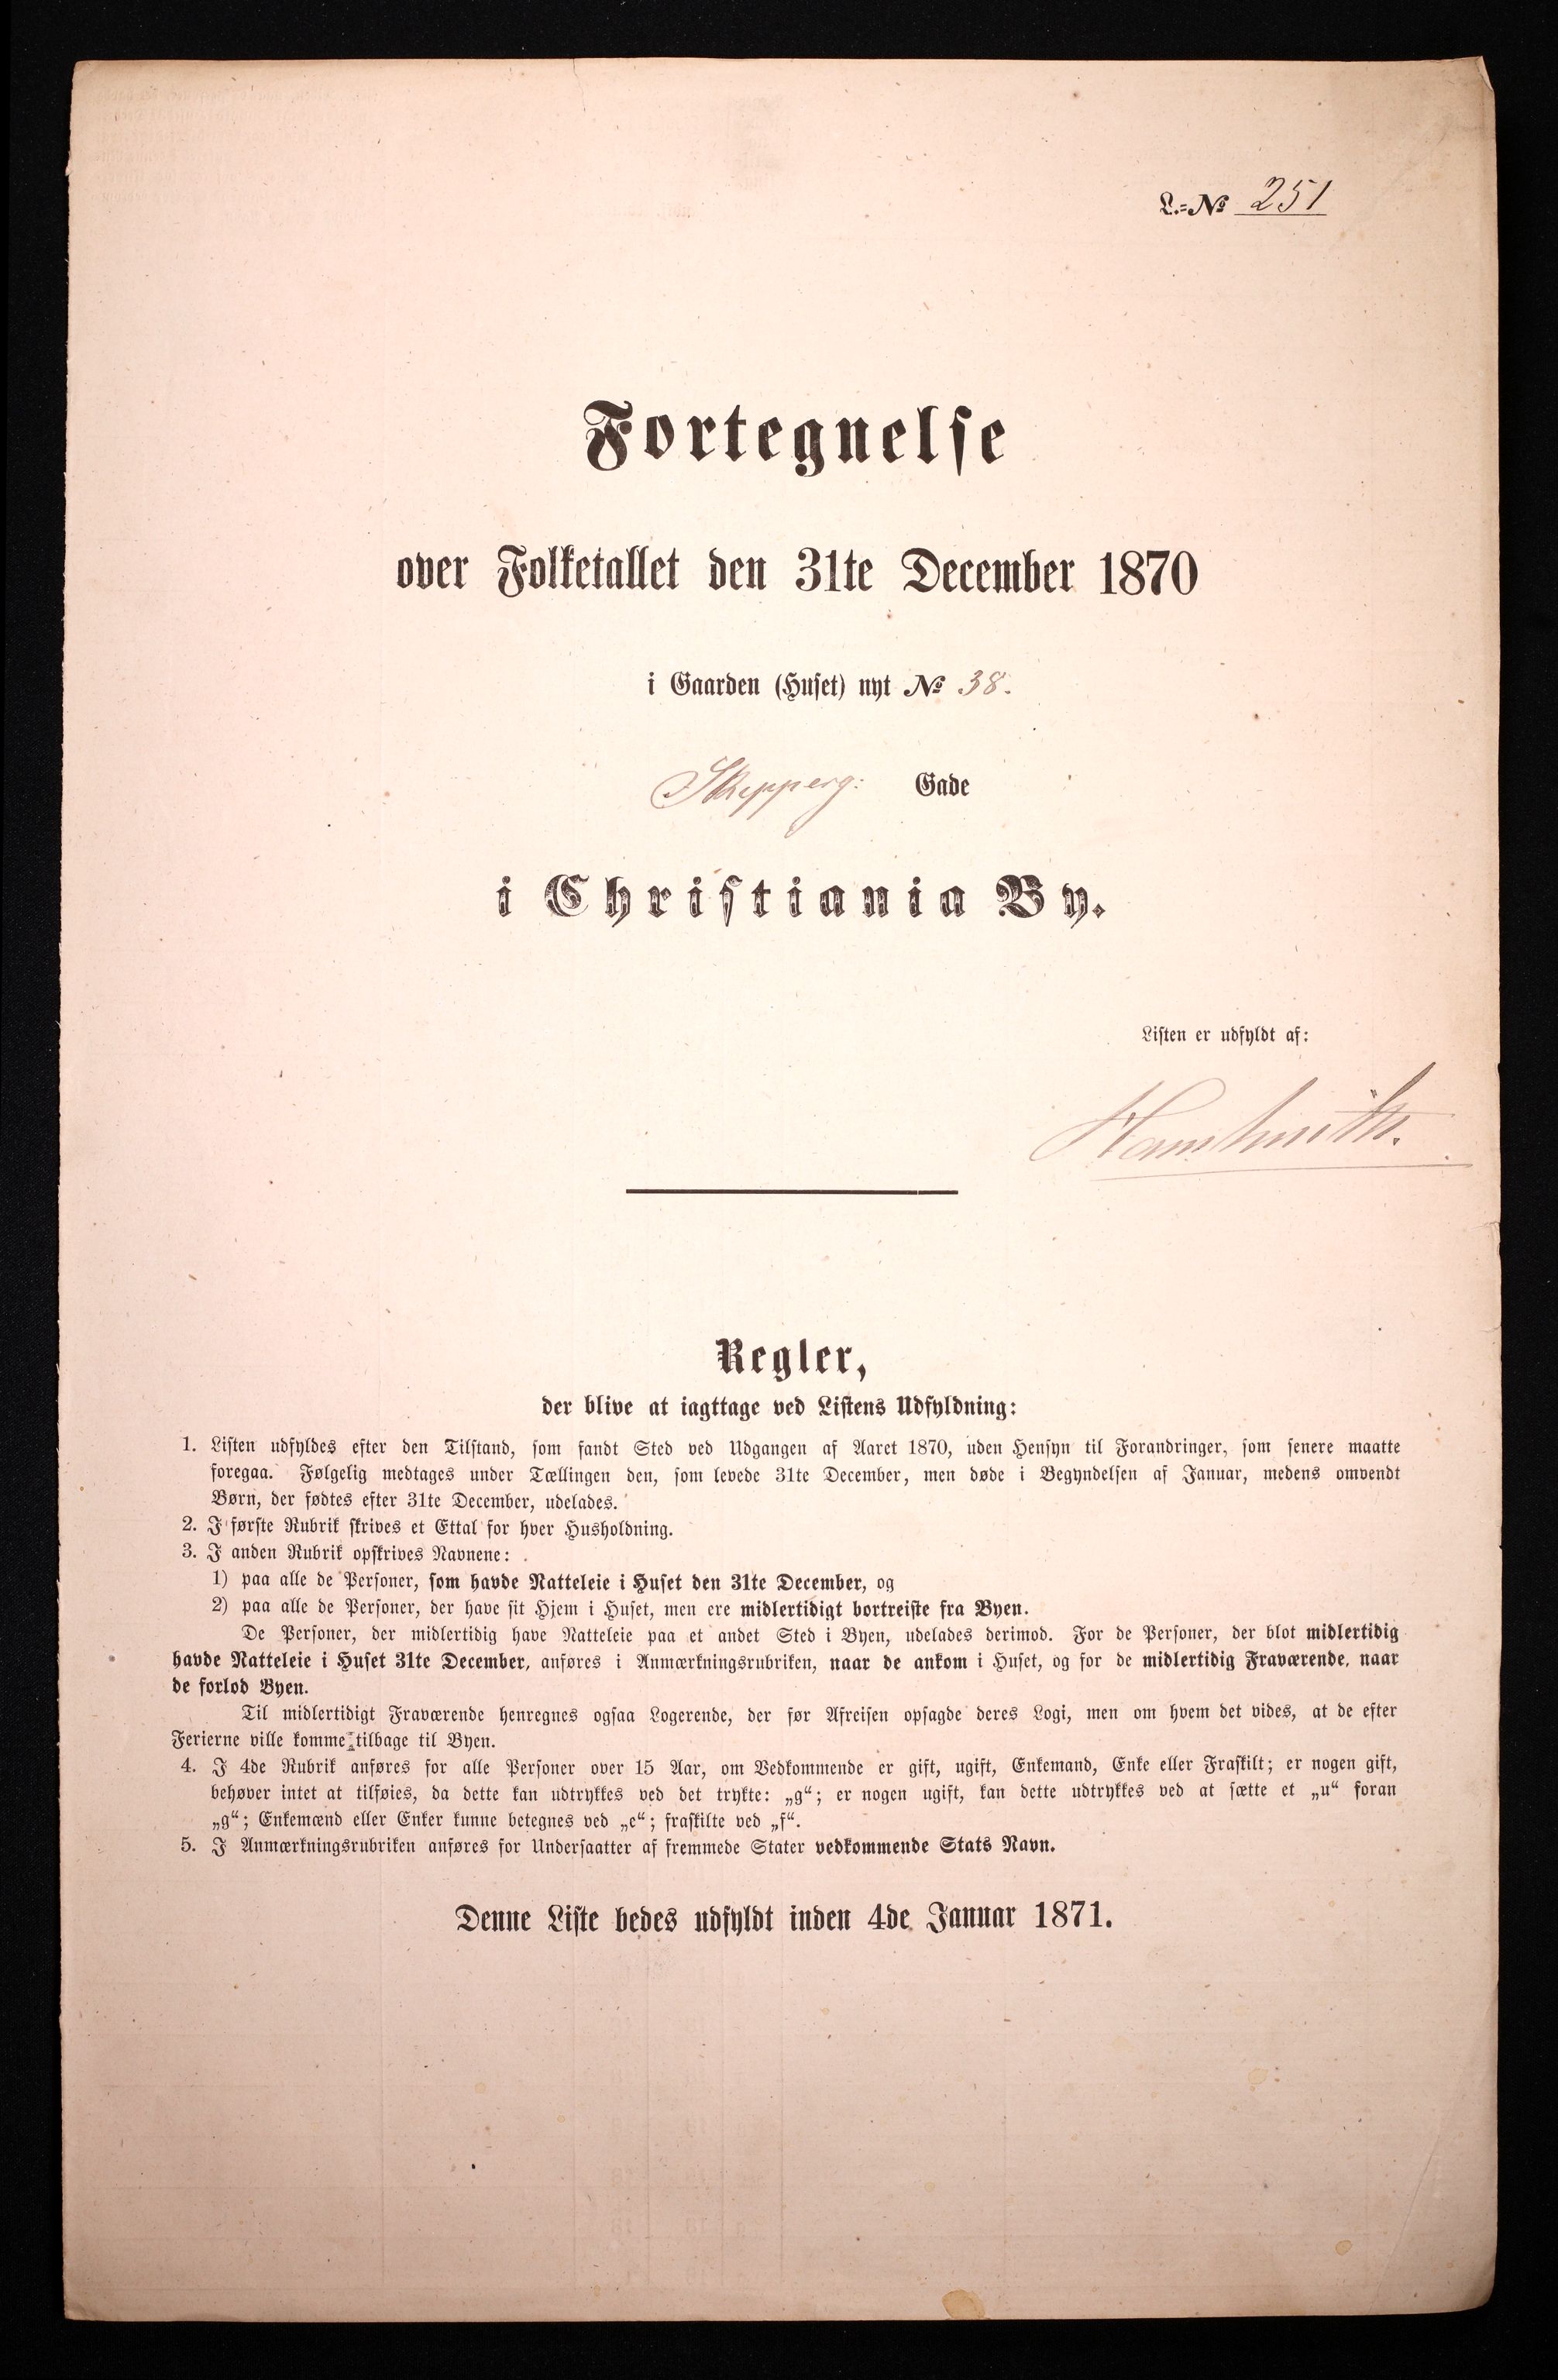 L.=No 251
Fortegnelse
over Folketallet den 31te December 1870
i Gaarden (Huset) nyt No 38.
Skipperg: Gade
i Christiania By.
Listen er udfyldt af:
Regler,
der blive at iagttage ved Listens Udfyldning:
1. Listen udfyldes efter den Tilstand, som fandt Sted ved Udgangen af Aaret 1870, uden Hensyn til Forandringer, som senere maatte
foregaa. Følgelig medtages under Tællingen den, som levede 31te December, men døde i Begyndelsen af Januar, medens omvendt
Børn, der fødtes efter 31te December, udelades.
2. I første Rubrik skrives et Ettal for hver Husholdning.
3. I anden Rubrik opskrives Navnene:
1) paa alle de Personer, som havde Natteleie i Huset den 31te December, og
2) paa alle de Personer, der have sit Hjem i Huset, men ere midlertidigt bortreiste fra Byen.
De Personer, der midlertidig have Natteleie paa et andet Sted i Byen, udelades derimod. For de Personer, der blot midlertidig
havde Natteleie i Huset 31te December, anføres i Anmærkningsrubriken, naar de ankom i Huset, og for de midlertidig Fraværende, naar
de forlod Byen.
Til midlertidigt Fraværende henregnes ogsaa Logerende, der før Afreisen opsagde deres Logi, men om hvem det vides, at de efter
Ferierne ville komme tilbage til Byen.
4. I 4de Rubrik anføres for alle Personer over 15 Aar, om Vedkommende er gift, ugift, Enkemand, Enke eller Fraskilt; er nogen gift,
behøver intet at tilføies, da dette kan udtrykkes ved det trykte: „g“; er nogen ugift, kan dette udtrykkes ved at sætte et „u“ foran
„g“; Enkemænd eller Enker kunne betegnes ved „e“; fraskilte ved „f“.
5. I Anmærkningsrubriken anføres for Undersaatter af fremmede Stater vedkommende Stats Navn.
Denne Liste bedes udfyldt inden 4de Januar 1871.